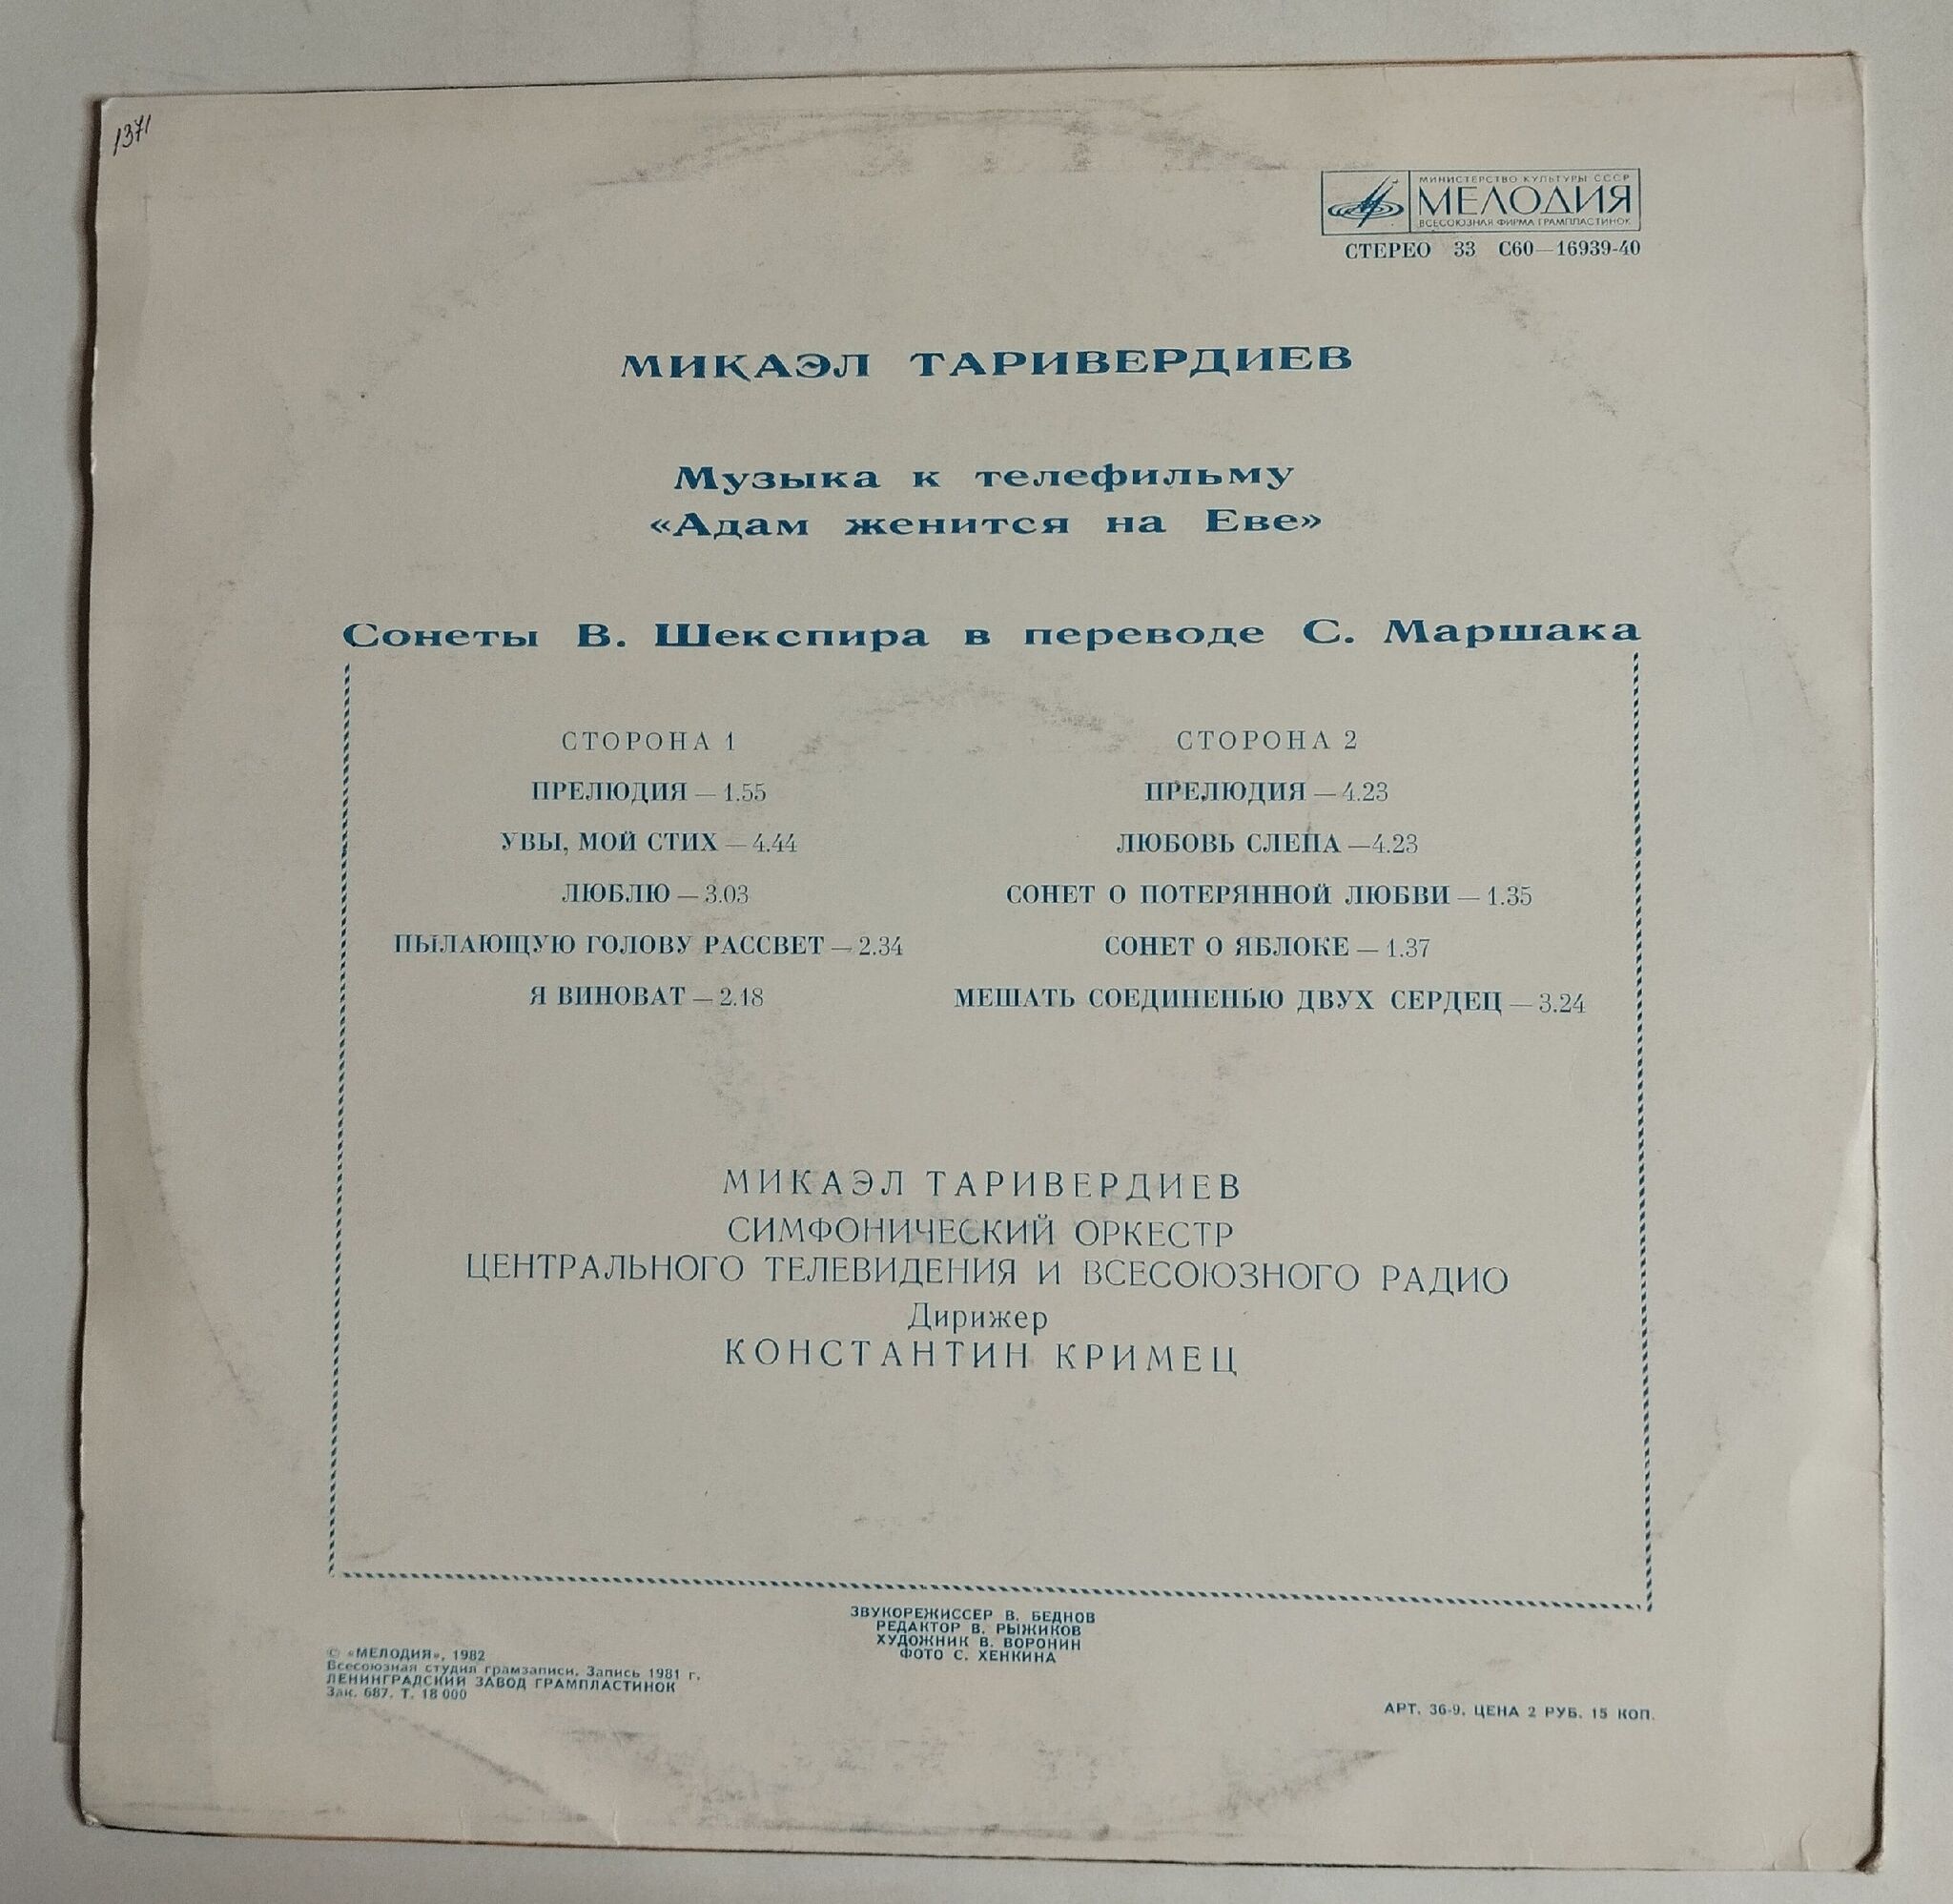 1371
МИНИСТЕРСТВО КУЛЬТУРЫ СССР
МЕЛОДИЯ
ВСЕСОЮЗНАЯ ФИРМА ГРАМПЛАСТИНОК
СТЕРЕО 33 С60—16939-40
МИКАЭЛ ТАРИВЕРДИЕВ
Музыка к телефильму
«Адам женится на Еве»
Сонеты В. Шекспира в переводе С. Маршака
СТОРОНА 1
ПРЕЛЮДИЯ — 1.55
УВЫ, МОЙ СТИХ — 4.44
ЛЮБЛЮ — 3.03
ПЫЛАЮЩУЮ ГОЛОВУ РАССВЕТ — 2.34
Я ВИНОВАТ — 2.18
СТОРОНА 2
ПРЕЛЮДИЯ — 4.23
ЛЮБОВЬ СЛЕПА —4.23
СОНЕТ О ПОТЕРЯННОЙ ЛЮБВИ — 1.35
СОНЕТ О ЯБЛОКЕ — 1.37
МЕШАТЬ СОЕДИНЕНЬЮ ДВУХ СЕРДЕЦ — 3.24
МИКАЭЛ ТАРИВЕРДИЕВ
СИМФОНИЧЕСКИЙ ОРКЕСТР
ЦЕНТРАЛЬНОГО ТЕЛЕВИДЕНИЯ И ВСЕСОЮЗНОГО РАДИО
Дирижер
КОНСТАНТИН КРИМЕЦ
ЗВУКОРЕЖИССЕР В. БЕДНОВ
РЕДАКТОР В. РЫЖИКОВ
ХУДОЖНИК В. ВОРОНИН
ФОТО С. ХЕНКИНА
© «МЕЛОДИЯ», 1982
Всесоюзная студия грамзаписи. Запись 1981 г.
ЛЕНИНГРАДСКИЙ ЗАВОД ГРАМПЛАСТИНОК
Зак. 687. Т. 18 000
АРТ. 36-9. ЦЕНА 2 РУБ. 15 КОП.